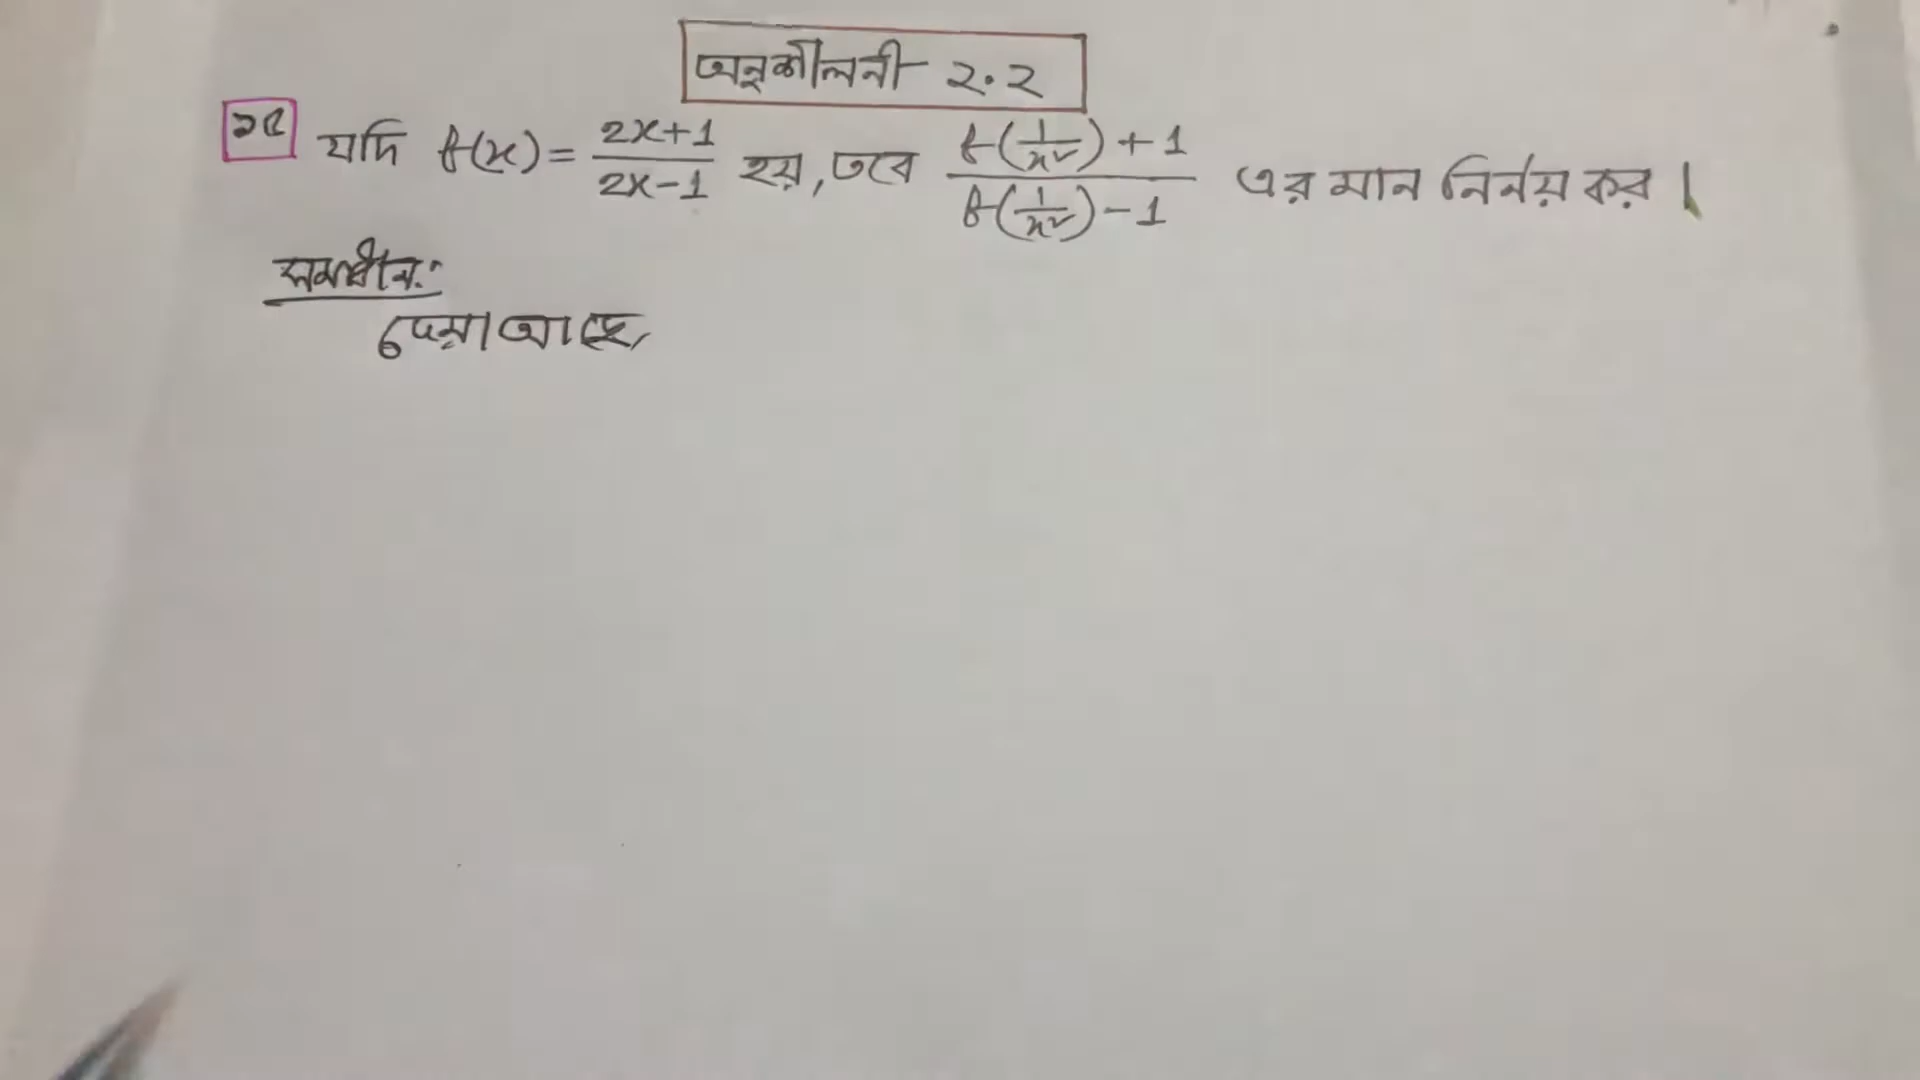 অনুশীলনী ২.২
১৫ যদি f(x) = (2x+1)/(2x-1) হয়, তবে (f(1/x²)+1)/(f(1/x²)-1) এর মান নির্নয় কর।
সমাধান:
দেয়া আছে,